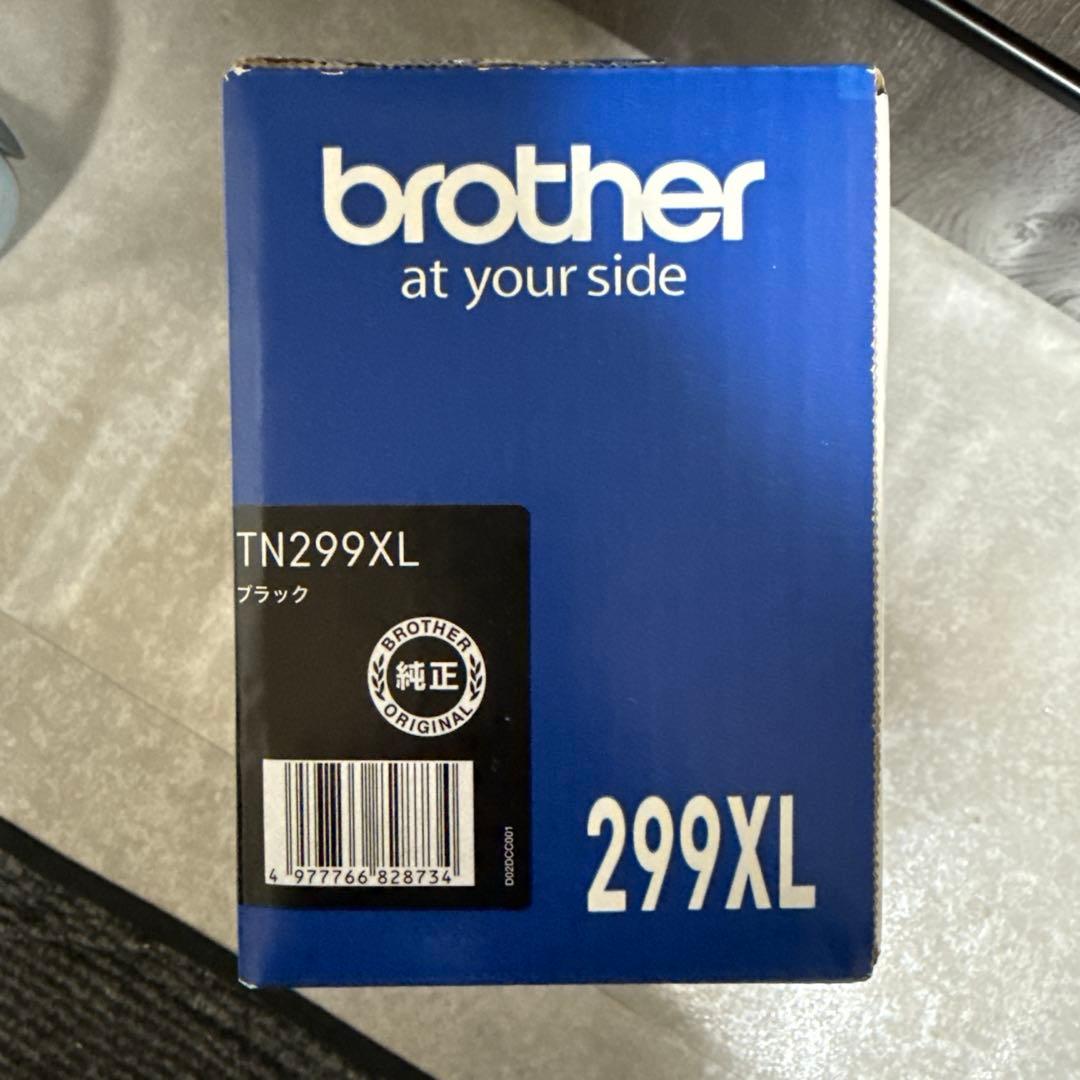 brother
at your side
TN299XL
ブラック
BROTHER
純正
ORIGINAL
4 977766 828734
D02DCC001
299XL